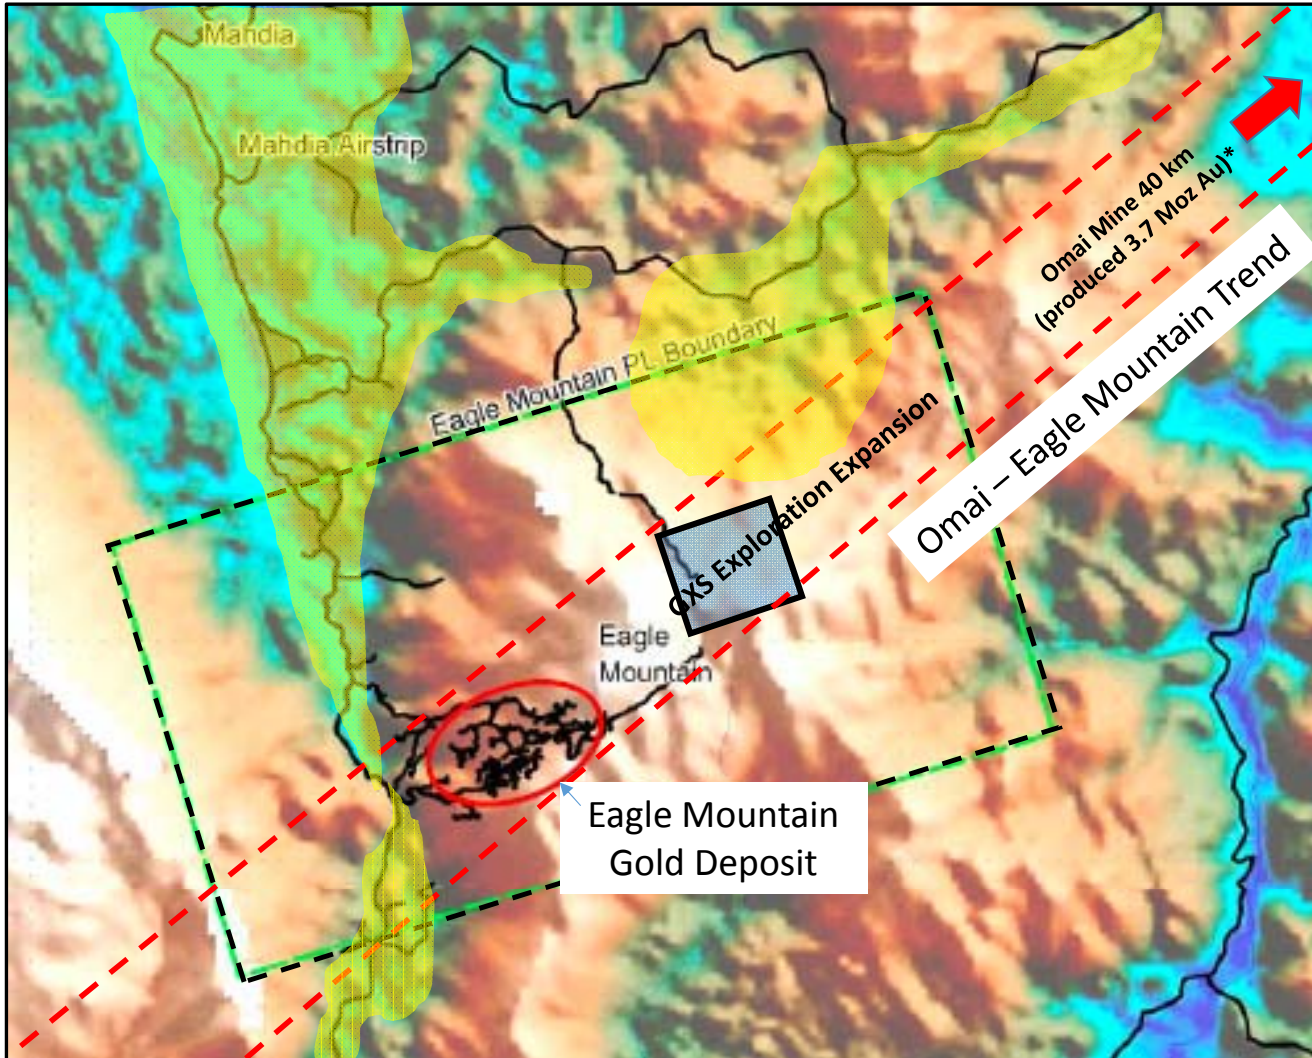 Mahdia
Mahdia Airstrip
Omai Mine 40 km
(produced 3.7 Moz Au)*
Omai – Eagle Mountain Trend
Eagle Mountain PL Boundary
GXS Exploration Expansion
Eagle
Mountain
Eagle Mountain
Gold Deposit